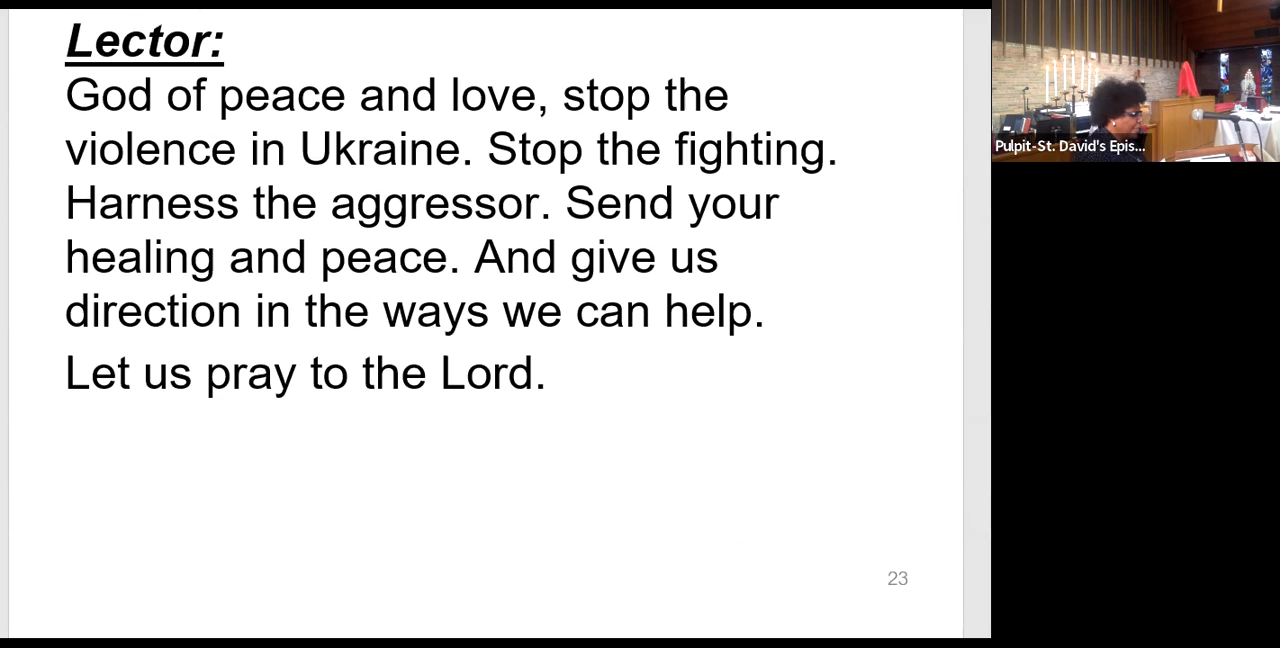 Lector:
God of peace and love, stop the
violence in Ukraine. Stop the fighting.
Harness the aggressor. Send your
healing and peace. And give us
direction in the ways we can help.
Let us pray to the Lord.
23
Pulpit-St. David's Epis...